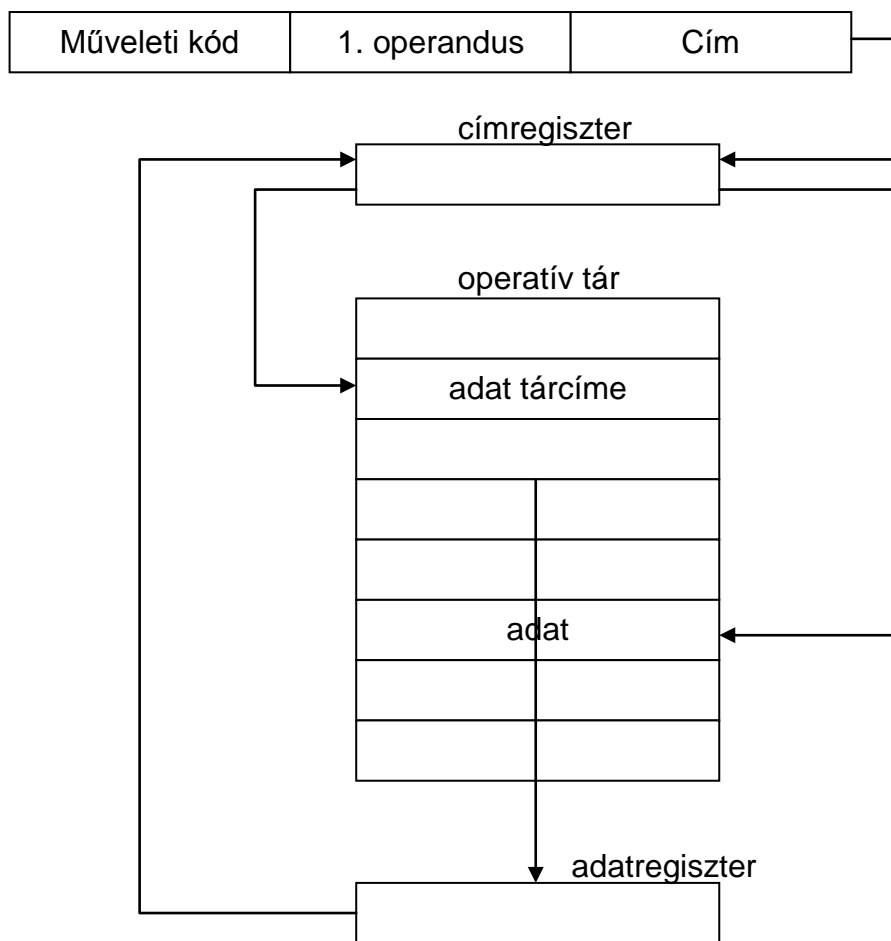 Műveleti kód 1. operandus Cím
címregiszter
operatív tár
adat tárcíme
adat
adatregiszter